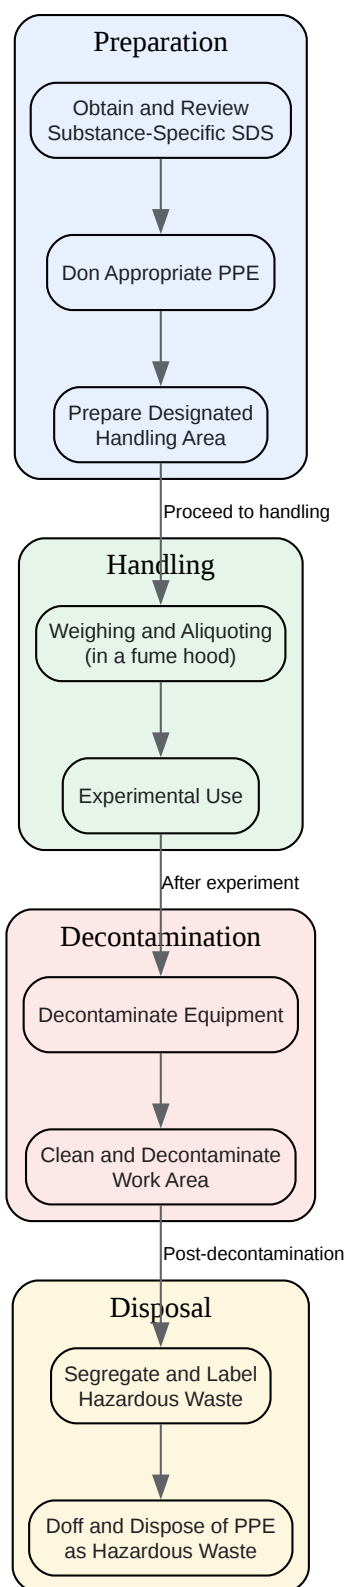 Preparation
Obtain and Review
Substance-Specific SDS
Don Appropriate PPE
Prepare Designated
Handling Area
Proceed to handling
Handling
Weighing and Aliquoting
(in a fume hood)
Experimental Use
After experiment
Decontamination
Decontaminate Equipment
Clean and Decontaminate
Work Area
Post-decontamination
Disposal
Segregate and Label
Hazardous Waste
Doff and Dispose of PPE
as Hazardous Waste